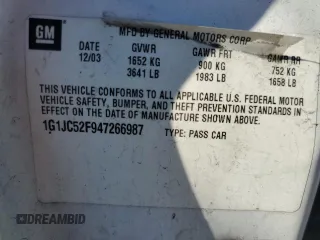 GM
MFD BY GENERAL MOTORS CORP
DATE GVWR GAWR FRT GAWR RR
12/03 1652 KG 900 KG 752 KG
3641 LB 1983 LB 1658 LB
THIS VEHICLE CONFORMS TO ALL APPLICABLE U.S. FEDERAL MOTOR
VEHICLE SAFETY, BUMPER, AND THEFT PREVENTION STANDARDS
IN EFFECT ON THE DATE OF MANUFACTURE SHOWN ABOVE.
1G1JC52F947266987 TYPE: PASS CAR
DREAMBID